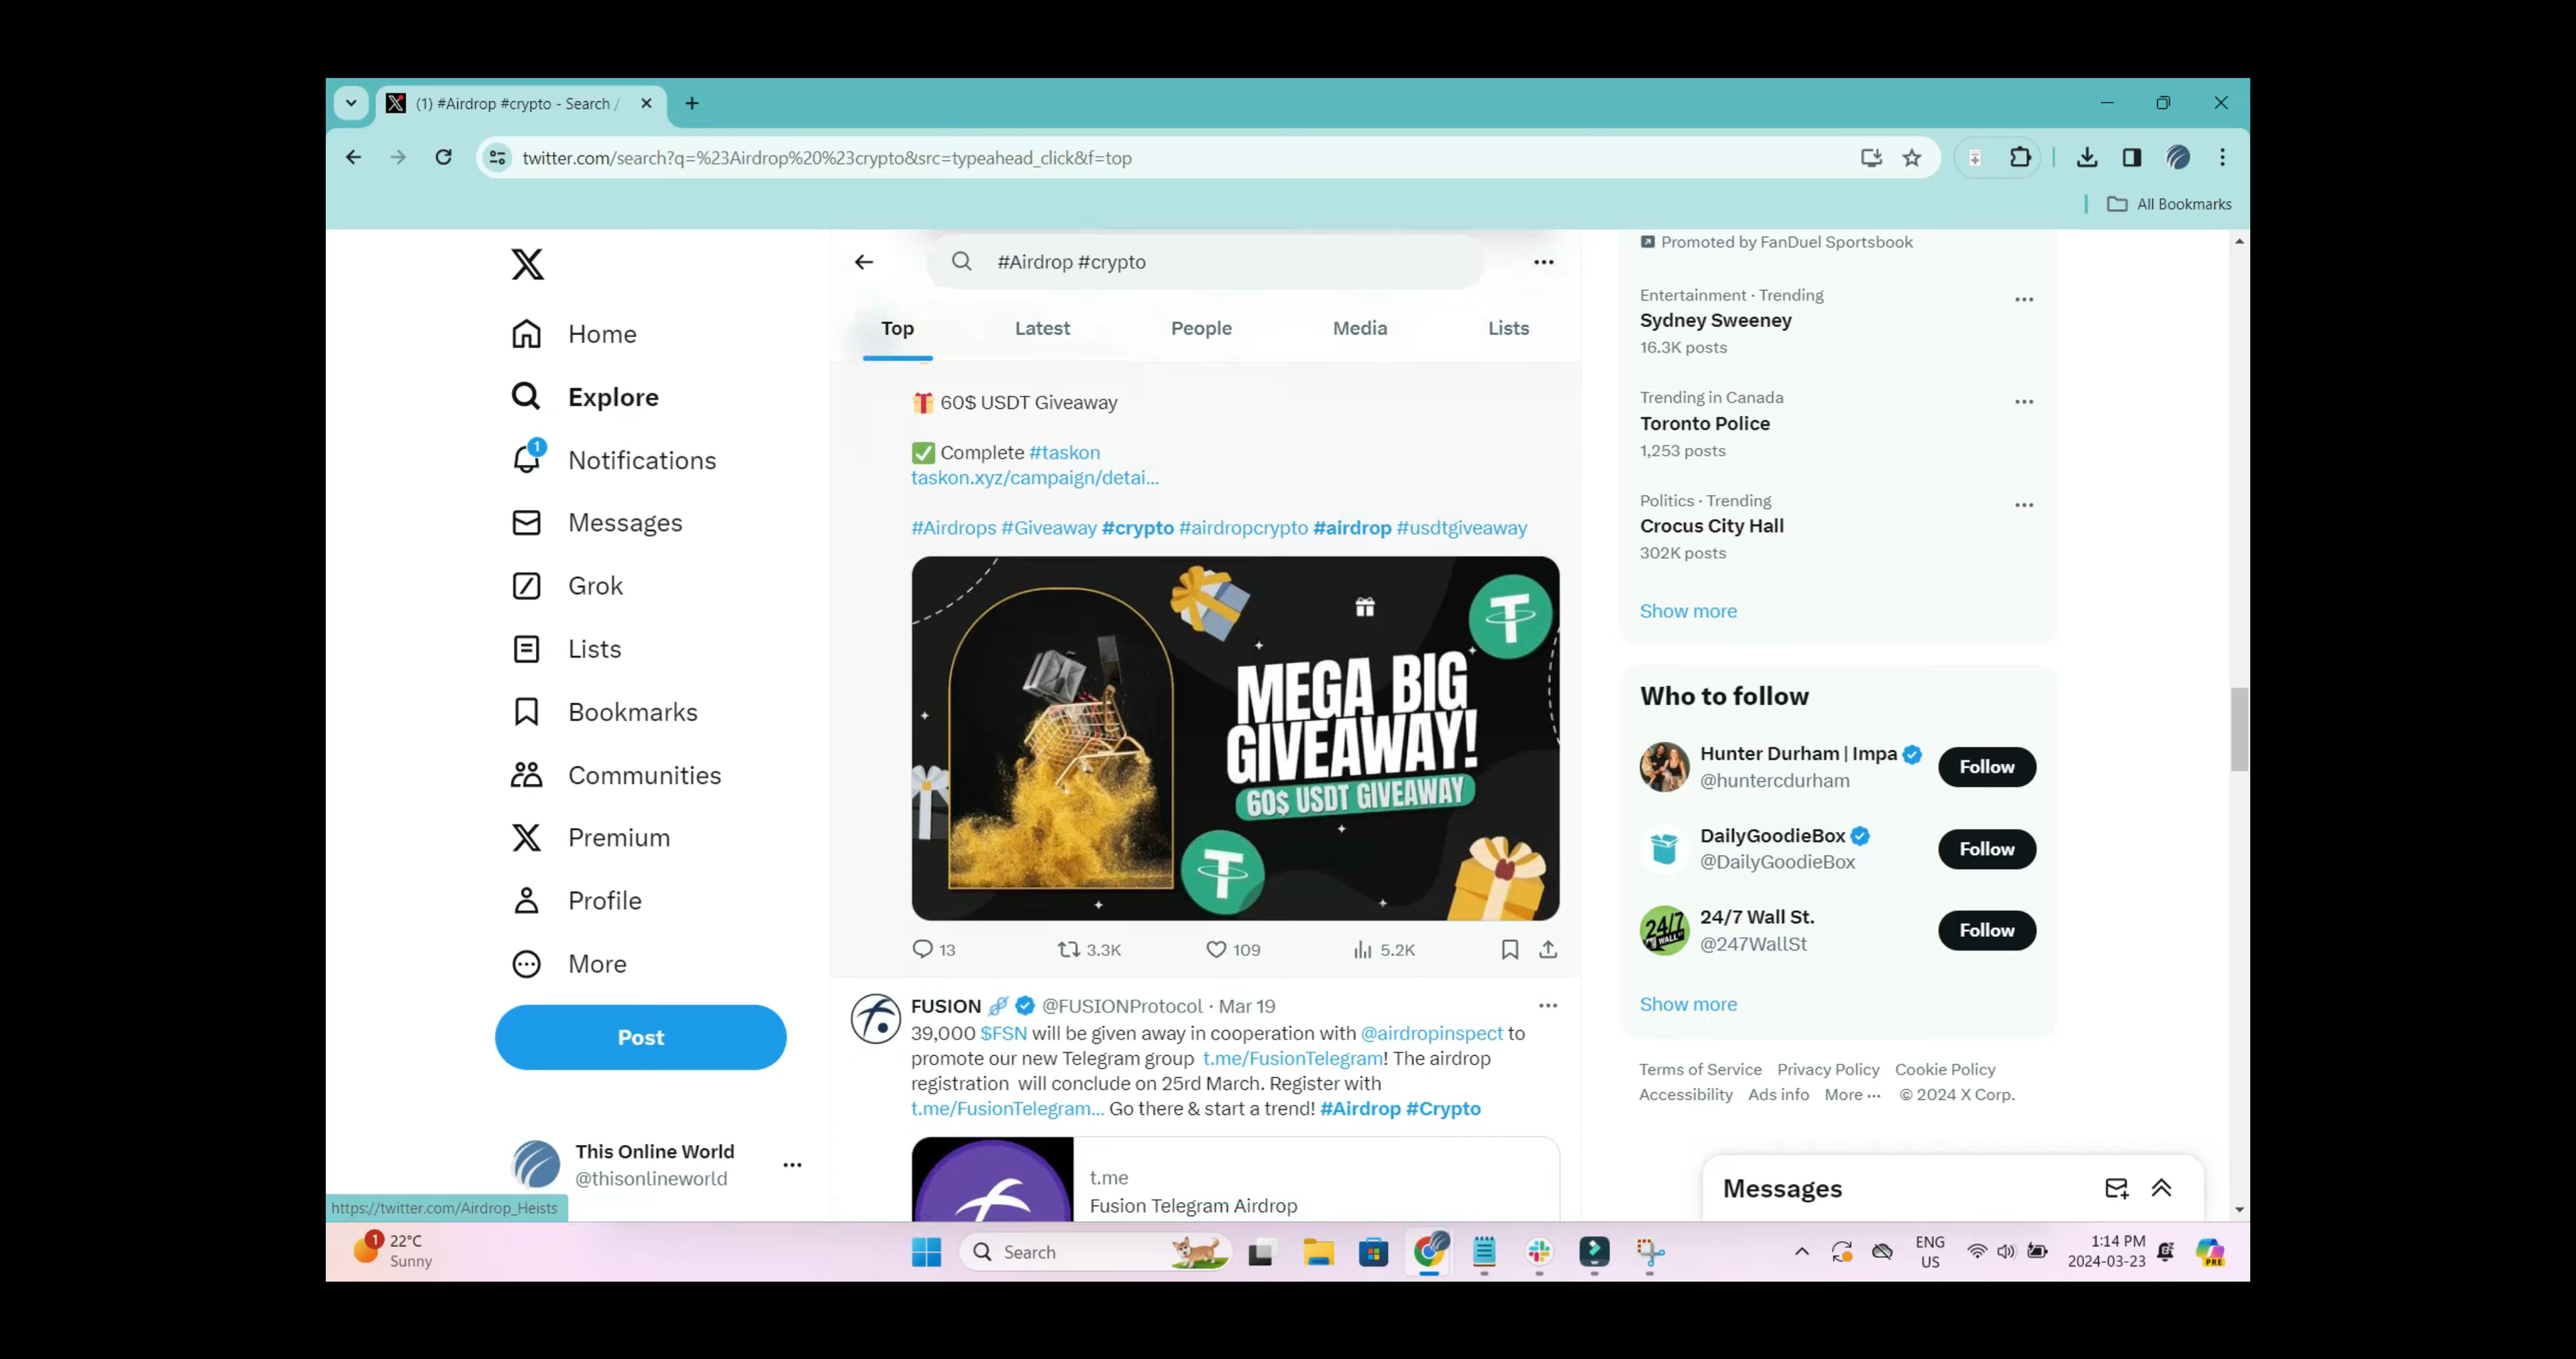 (1) #Airdrop #crypto - Search /
twitter.com/search?q=%23Airdrop%20%23crypto&src=typeahead_click&f=top
All Bookmarks
Home
Explore
1
Notifications
Messages
Grok
Lists
Bookmarks
Communities
Premium
Profile
More
Post
This Online World
@thisonlineworld
https://twitter.com/Airdrop_Heists
#Airdrop #crypto
Top Latest People Media Lists
60$ USDT Giveaway
Complete #taskon
taskon.xyz/campaign/detai...
#Airdrops #Giveaway #crypto #airdropcrypto #airdrop #usdtgiveaway
MEGA BIG
GIVEAWAY!
60$ USDT GIVEAWAY
13 3.3K 109 5.2K
FUSION @FUSIONProtocol · Mar 19
39,000 $FSN will be given away in cooperation with @airdropinspect to
promote our new Telegram group t.me/FusionTelegram! The airdrop
registration will conclude on 25rd March. Register with
t.me/FusionTelegram... Go there & start a trend! #Airdrop #Crypto
t.me
Fusion Telegram Airdrop
Promoted by FanDuel Sportsbook
Entertainment · Trending
Sydney Sweeney
16.3K posts
Trending in Canada
Toronto Police
1,253 posts
Politics · Trending
Crocus City Hall
302K posts
Show more
Who to follow
Hunter Durham | Impa
@huntercdurham
Follow
DailyGoodieBox
@DailyGoodieBox
Follow
24/7 WALL ST
24/7 Wall St.
@247WallSt
Follow
Show more
Terms of Service Privacy Policy Cookie Policy
Accessibility Ads info More ··· © 2024 X Corp.
Messages
1
22°C
Sunny
Search
ENG
US
1:14 PM
2024-03-23
PRE